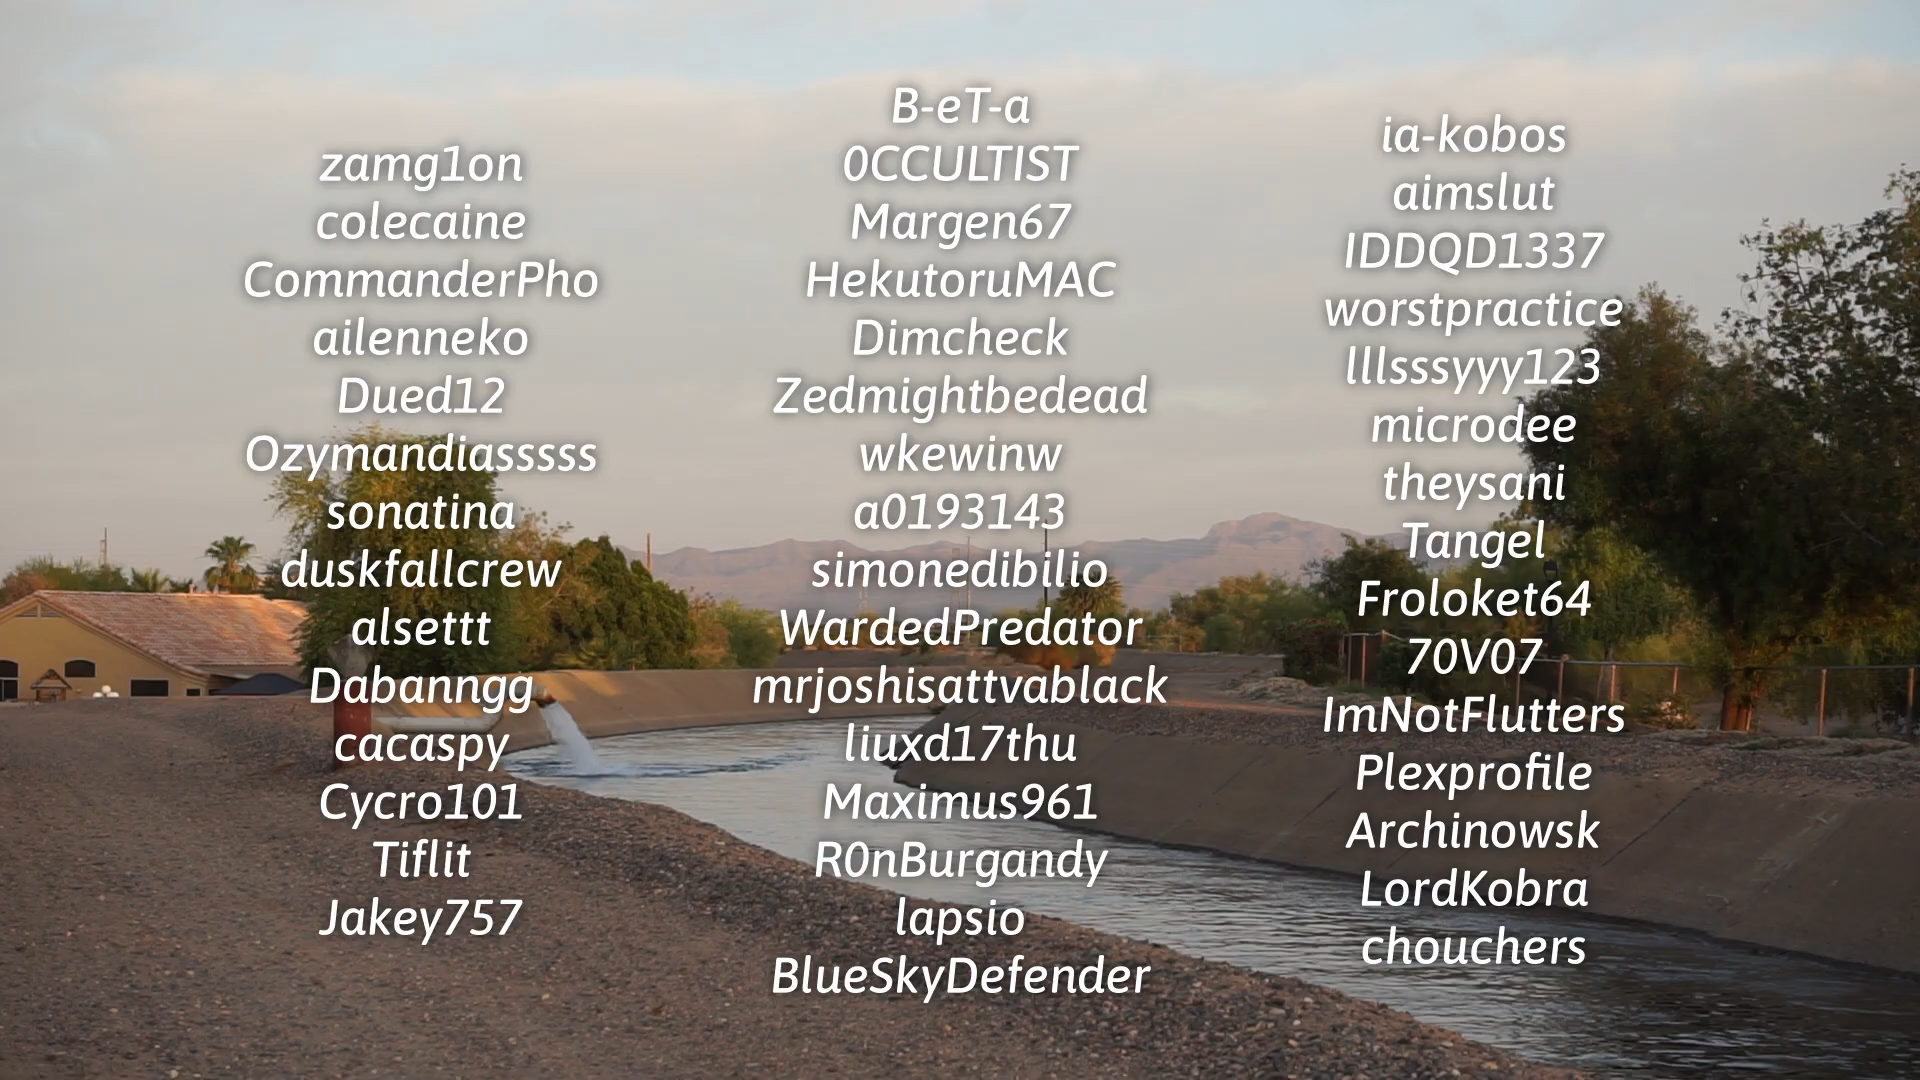 zamg1on
colecaine
CommanderPho
ailenneko
Dued12
Ozymandiasssss
sonatina
duskfallcrew
alsettt
Dabanngg
cacaspy
Cycro101
Tiflit
Jakey757
B-eT-a
0CCULTIST
Margen67
HekutoruMAC
Dimcheck
Zedmightbedead
wkewinw
a0193143
simonedibilio
WardedPredator
mrjoshisattvablack
liuxd17thu
Maximus961
R0nBurgandy
lapsio
BlueSkyDefender
ia-kobos
aimslut
IDDQD1337
worstpractice
lllsssyyy123
microdee
theysani
Tangel
Froloket64
70V07
ImNotFlutters
Plexprofile
Archinowsk
LordKobra
chouchers